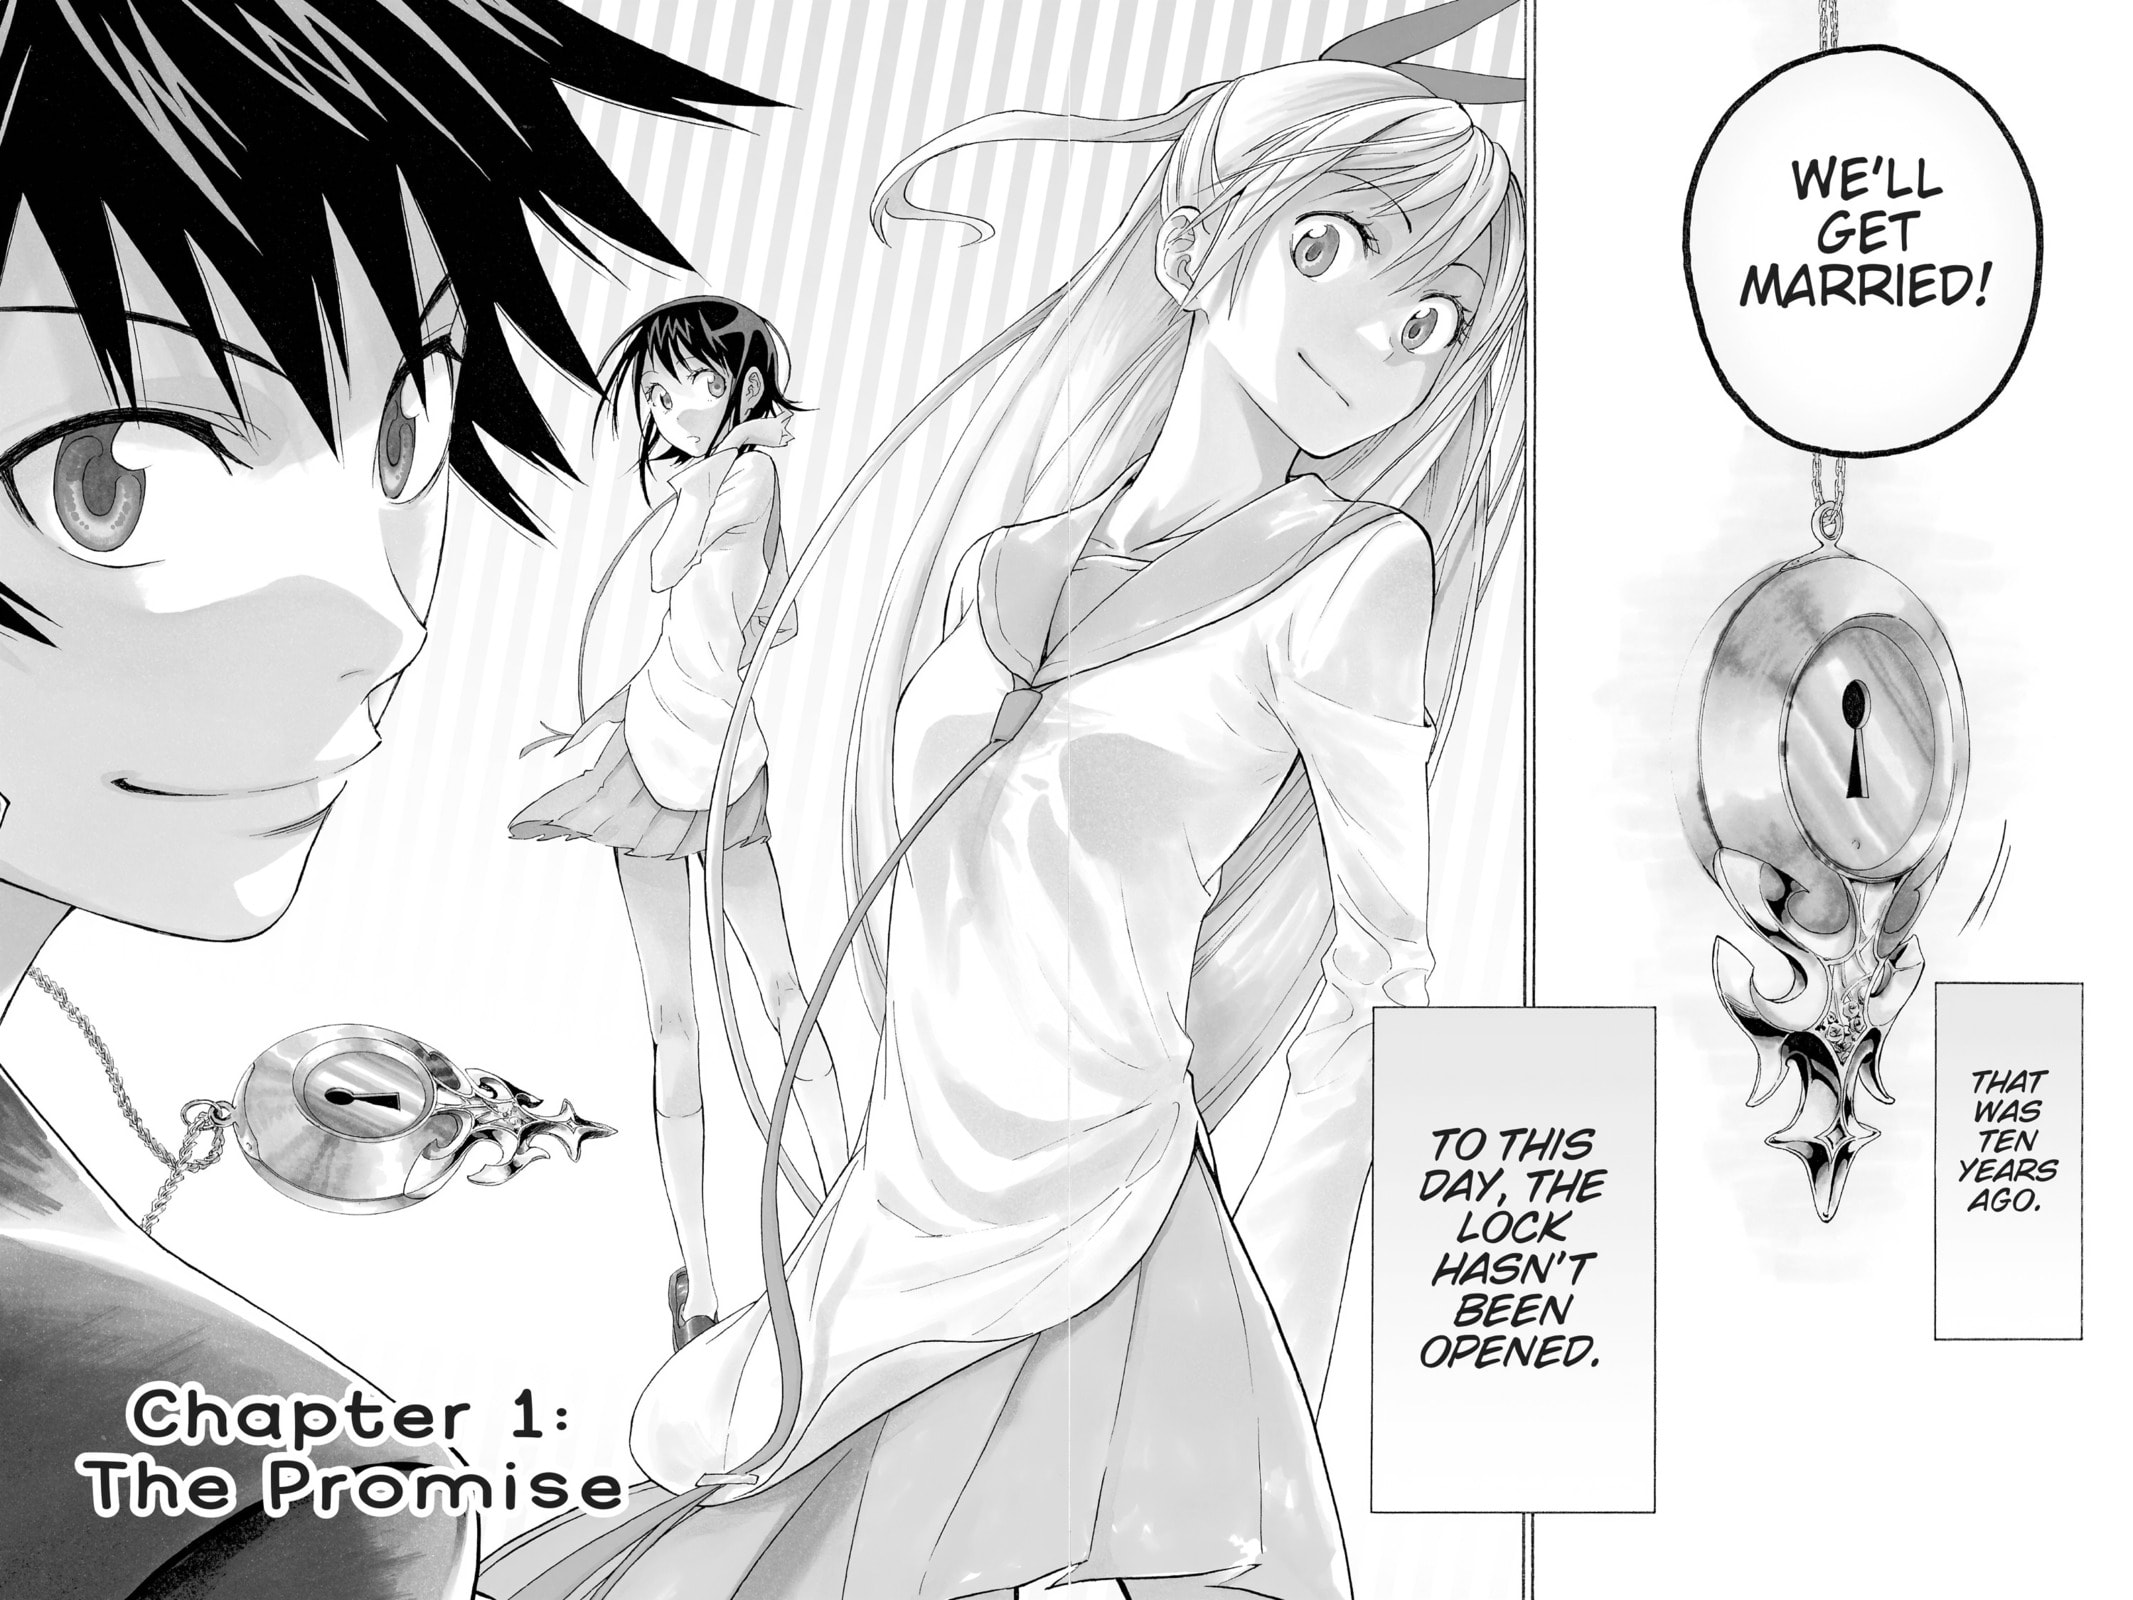 WE'LL
GET
MARRIED!
THAT
WAS
TEN
YEARS
AGO.
TO THIS
DAY, THE
LOCK
HASN'T
BEEN
OPENED.
Chapter 1:
The Promise